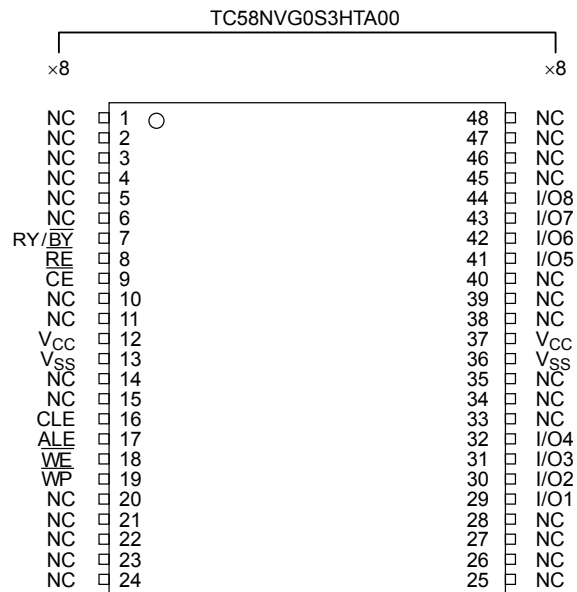 TC58NVG0S3HTA00
×8 ×8
NC 1 48 NC
NC 2 47 NC
NC 3 46 NC
NC 4 45 NC
NC 5 44 I/O8
NC 6 43 I/O7
RY/B̅Y̅ 7 42 I/O6
R̅E̅ 8 41 I/O5
C̅E̅ 9 40 NC
NC 10 39 NC
NC 11 38 NC
VCC 12 37 VCC
VSS 13 36 VSS
NC 14 35 NC
NC 15 34 NC
CLE 16 33 NC
ALE 17 32 I/O4
W̅E̅ 18 31 I/O3
W̅P̅ 19 30 I/O2
NC 20 29 I/O1
NC 21 28 NC
NC 22 27 NC
NC 23 26 NC
NC 24 25 NC